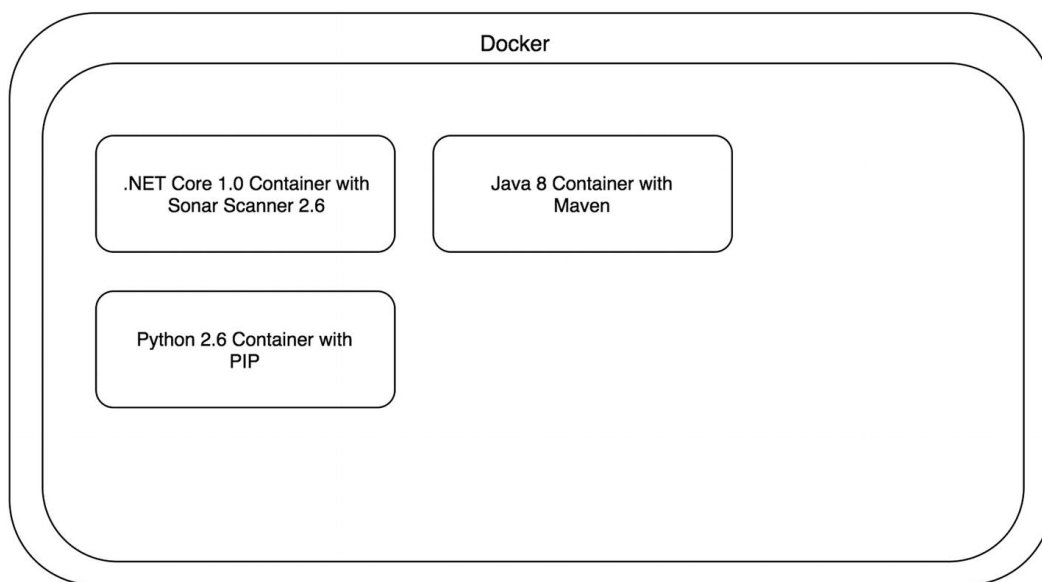 Docker
.NET Core 1.0 Container with
Sonar Scanner 2.6
Java 8 Container with
Maven
Python 2.6 Container with
PIP